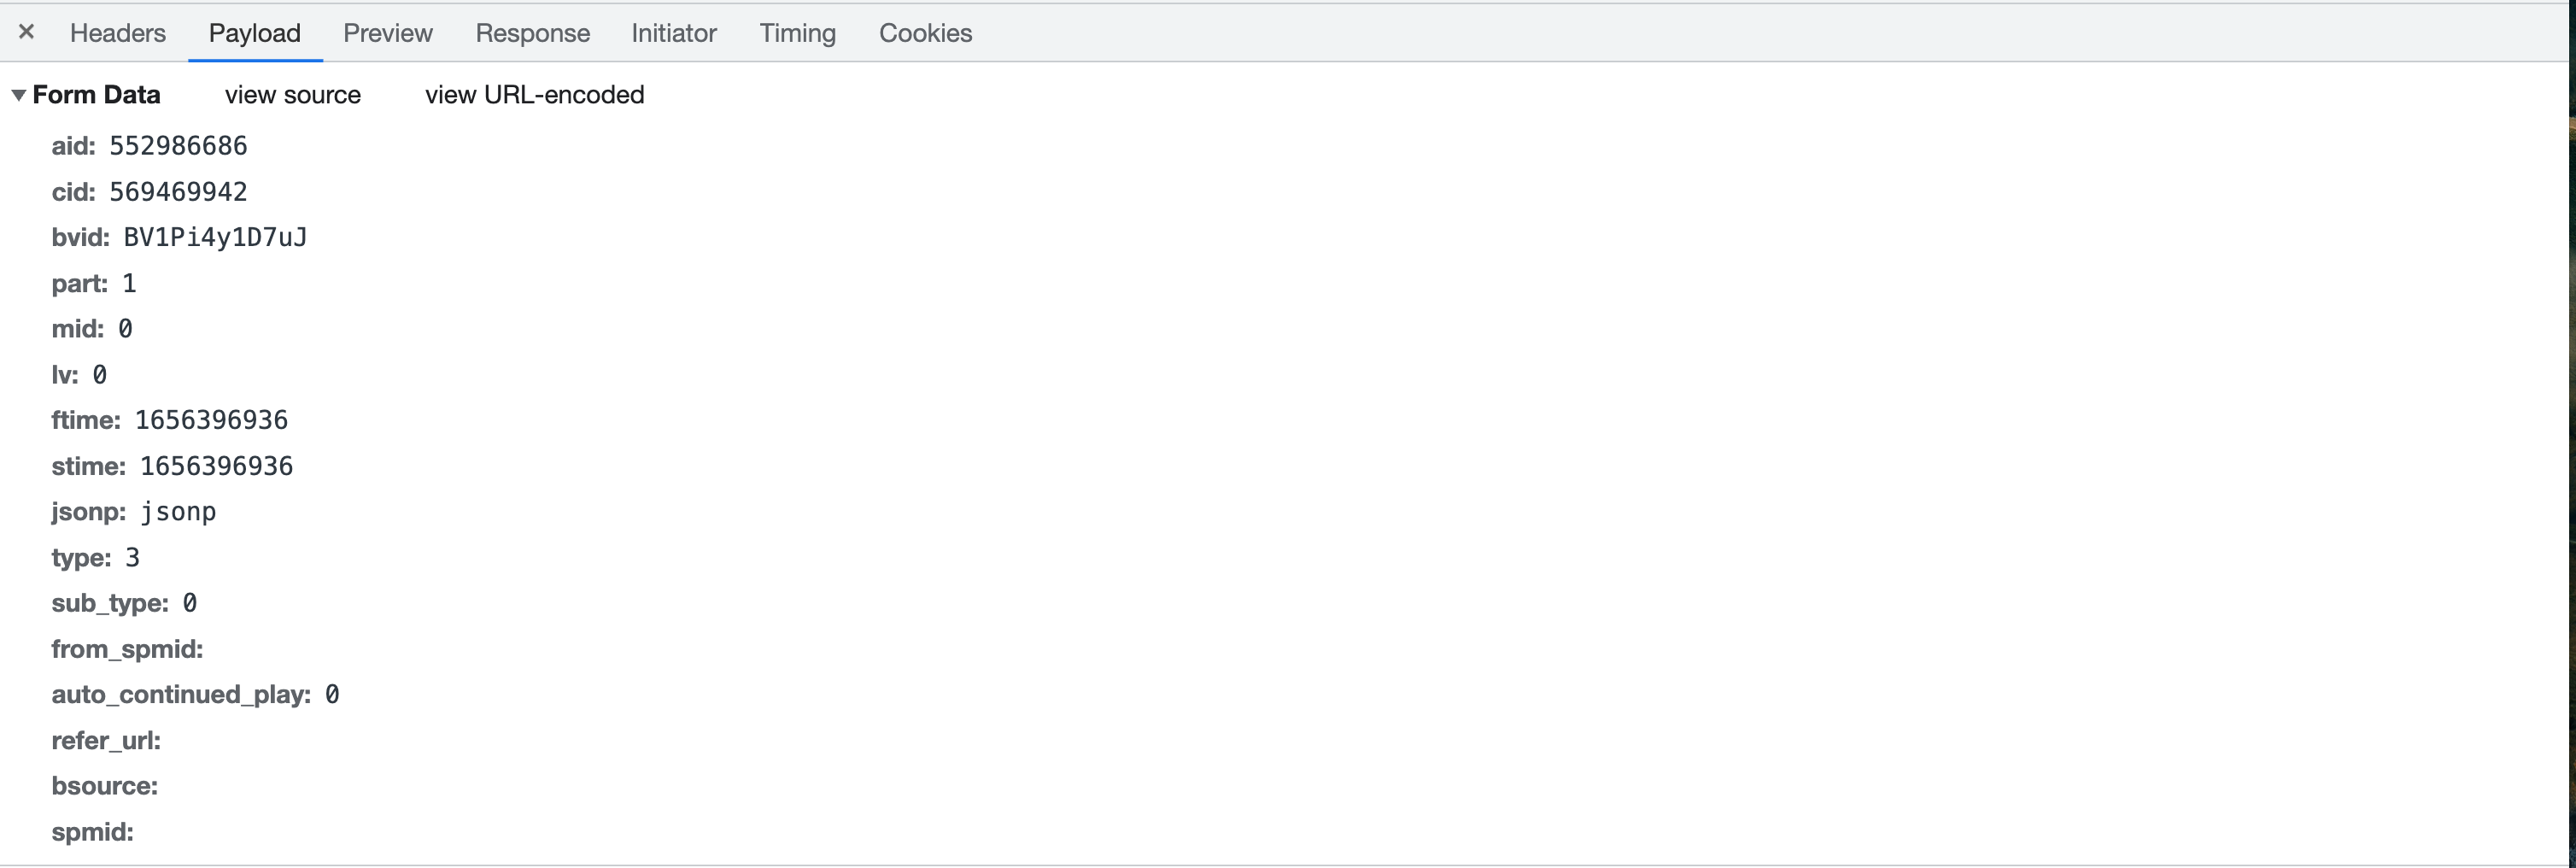 × Headers Payload Preview Response Initiator Timing Cookies
▼ Form Data view source view URL-encoded
aid: 552986686
cid: 569469942
bvid: BV1Pi4y1D7uJ
part: 1
mid: 0
lv: 0
ftime: 1656396936
stime: 1656396936
jsonp: jsonp
type: 3
sub_type: 0
from_spmid:
auto_continued_play: 0
refer_url:
bsource:
spmid: